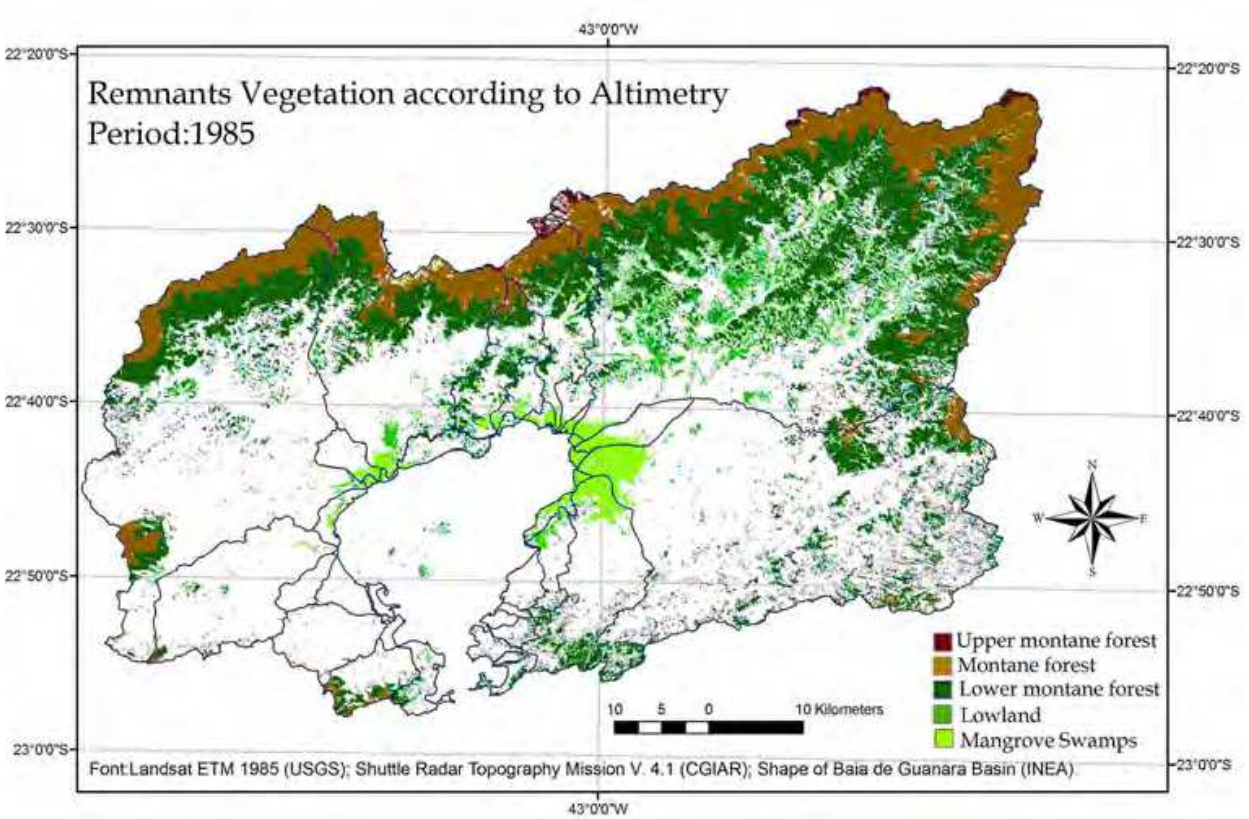 43°0'0"W
22°20'0"S
22°20'0"S
Remnants Vegetation according to Altimetry
Period:1985
22°30'0"S
22°30'0"S
22°40'0"S
22°40'0"S
N
W
E
S
22°50'0"S
22°50'0"S
Upper montane forest
Montane forest
Lower montane forest
Lowland
Mangrove Swamps
10 5 0 10 Kilometers
23°0'0"S
23°0'0"S
Font:Landsat ETM 1985 (USGS); Shuttle Radar Topography Mission V. 4.1 (CGIAR); Shape of Baia de Guanara Basin (INEA).
43°0'0"W